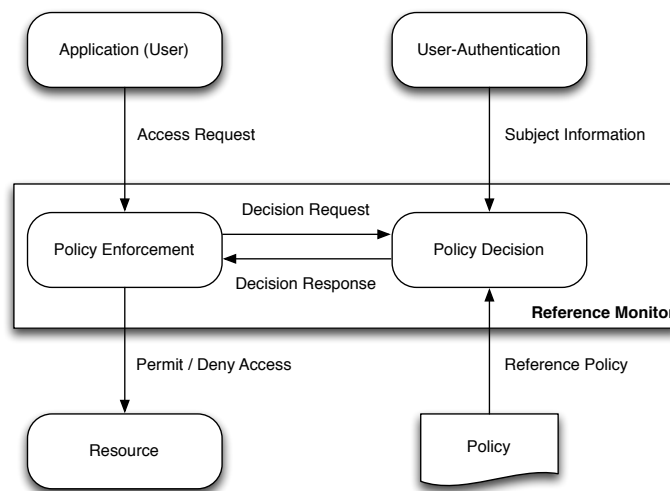 Application (User)
User-Authentication
Access Request
Subject Information
Decision Request
Policy Enforcement
Policy Decision
Decision Response
Reference Monitor
Permit / Deny Access
Reference Policy
Resource
Policy